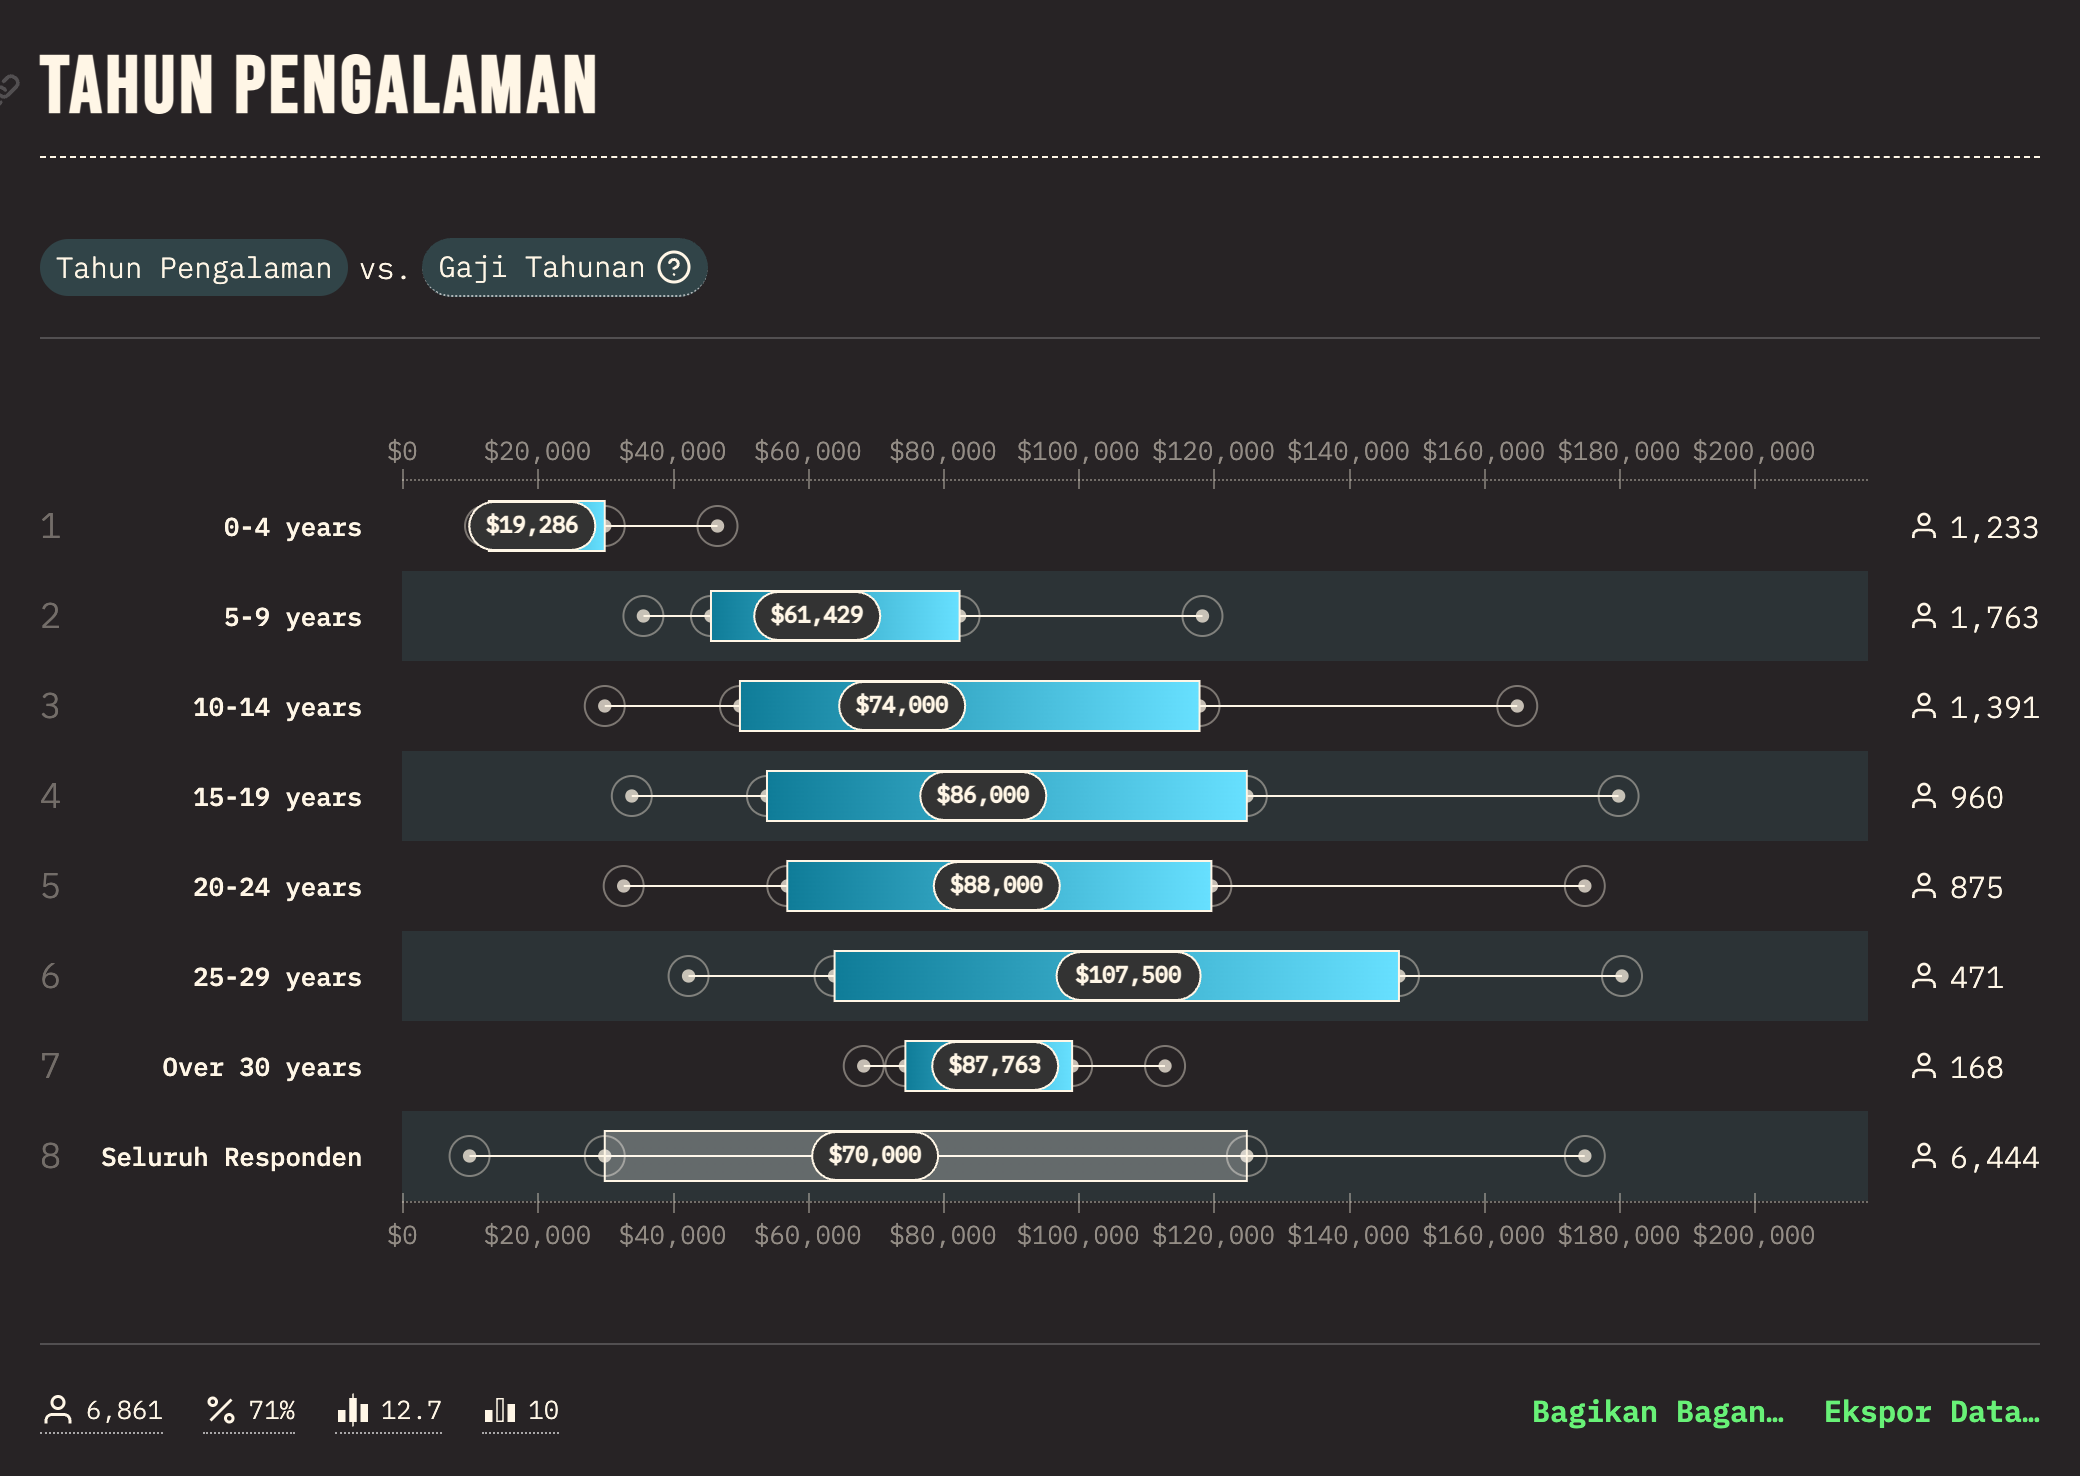 TAHUN PENGALAMAN
Tahun Pengalaman vs. Gaji Tahunan
$0 $20,000 $40,000 $60,000 $80,000 $100,000 $120,000 $140,000 $160,000 $180,000 $200,000
1 0-4 years $19,286 1,233
2 5-9 years $61,429 1,763
3 10-14 years $74,000 1,391
4 15-19 years $86,000 960
5 20-24 years $88,000 875
6 25-29 years $107,500 471
7 Over 30 years $87,763 168
8 Seluruh Responden $70,000 6,444
$0 $20,000 $40,000 $60,000 $80,000 $100,000 $120,000 $140,000 $160,000 $180,000 $200,000
6,861 71% 12.7 10 Bagikan Bagan… Ekspor Data…